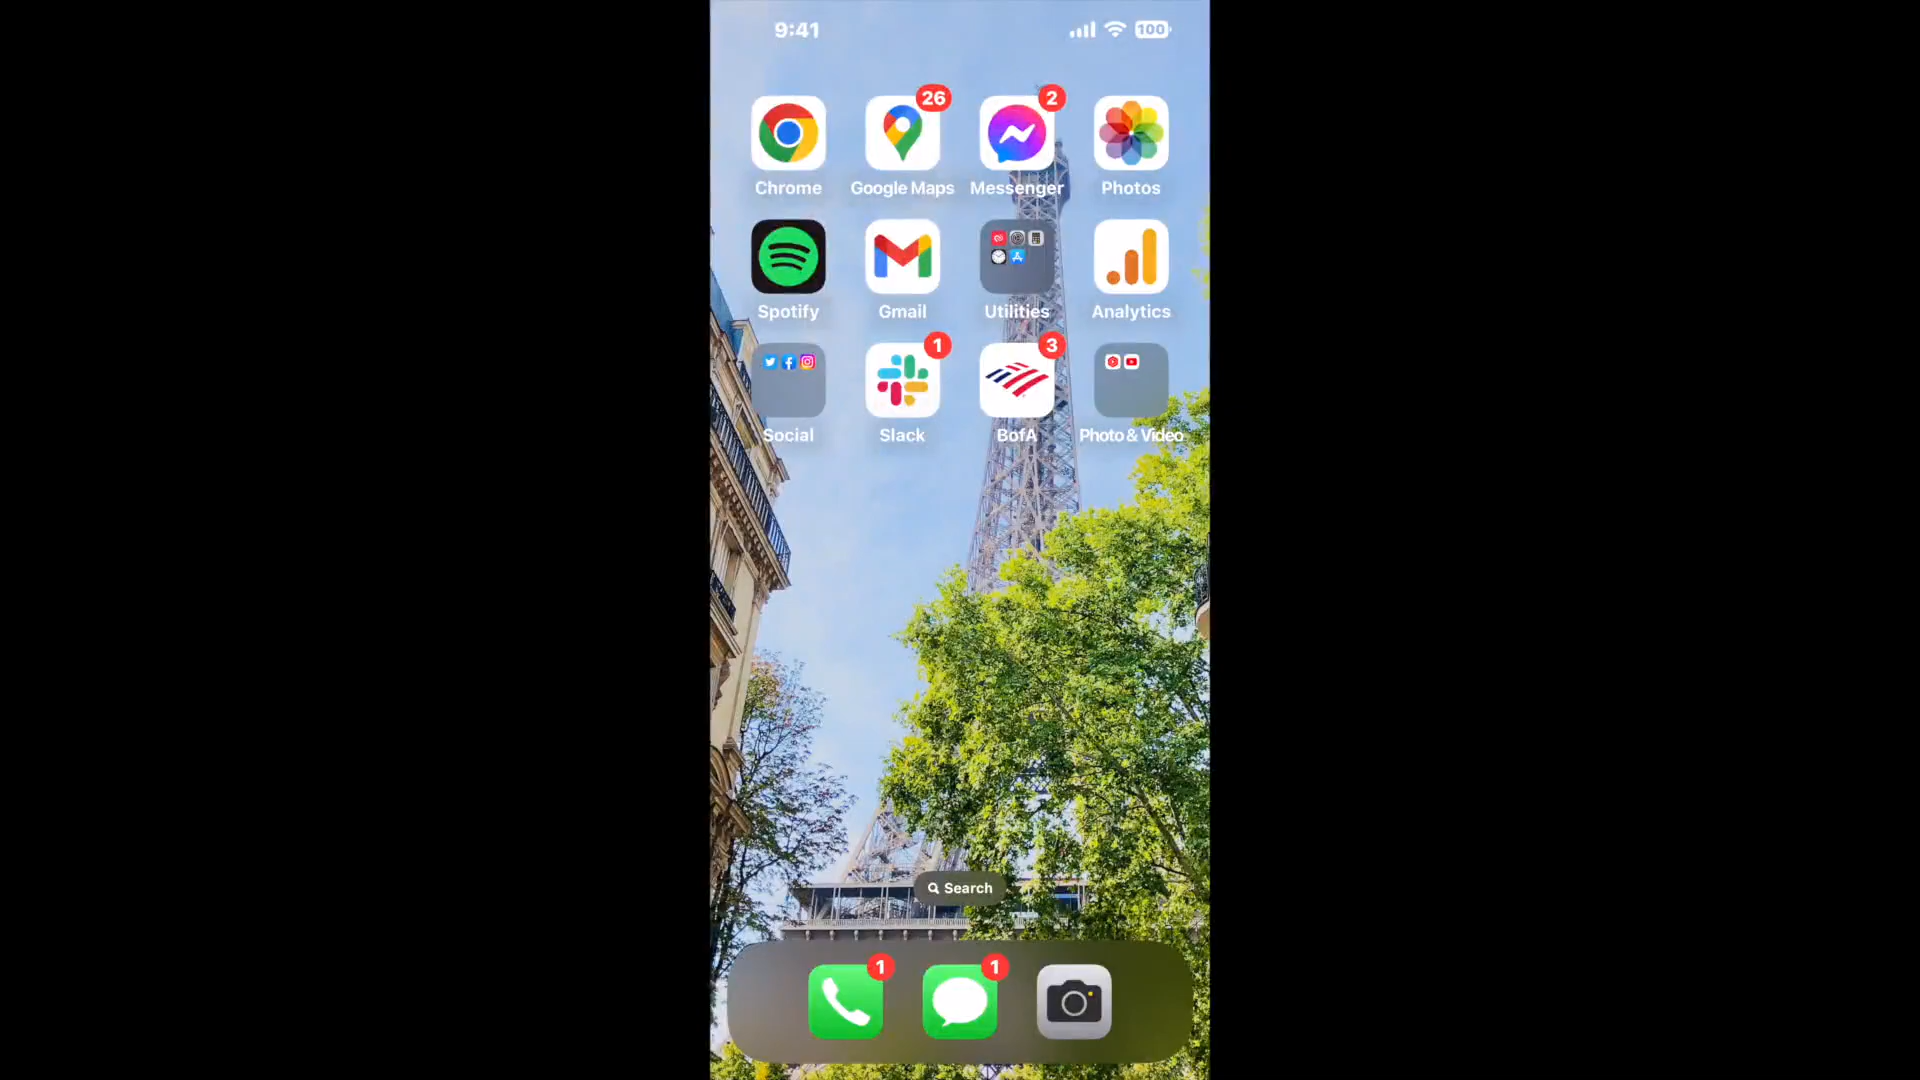 9:41
100
26
2
Chrome
Google Maps
Messenger
Photos
Spotify
Gmail
Utilities
Analytics
1
3
Social
Slack
BofA
Photo & Video
Search
1
1